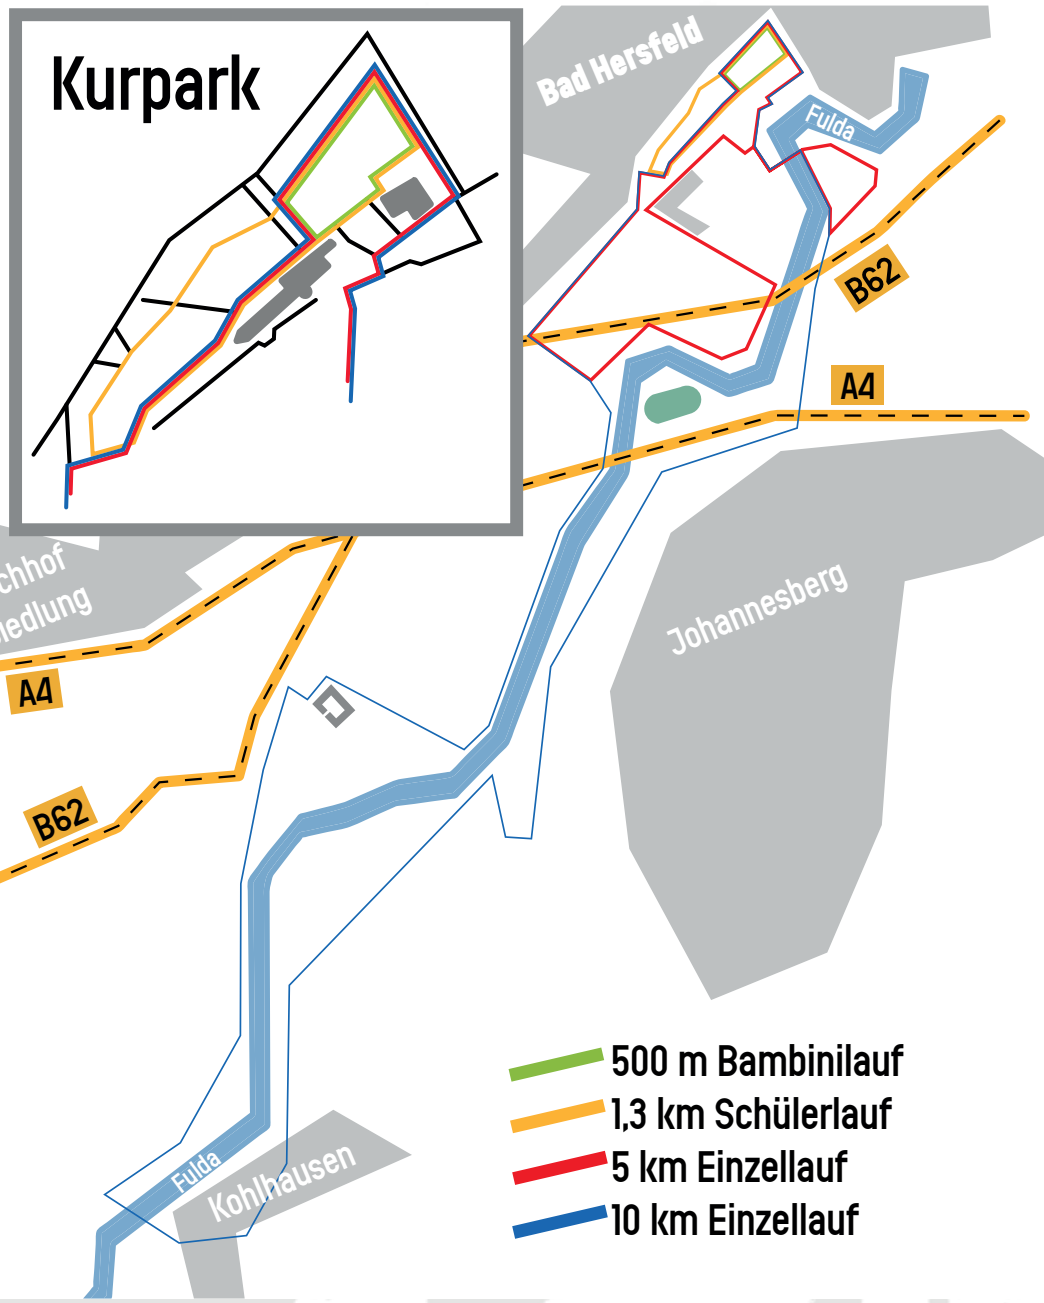 Kurpark
Bad Hersfeld
Fulda
B62
A4
chhof
iedlung
A4
Johannesberg
B62
Fulda
Kohlhausen
500 m Bambinilauf
1,3 km Schülerlauf
5 km Einzellauf
10 km Einzellauf